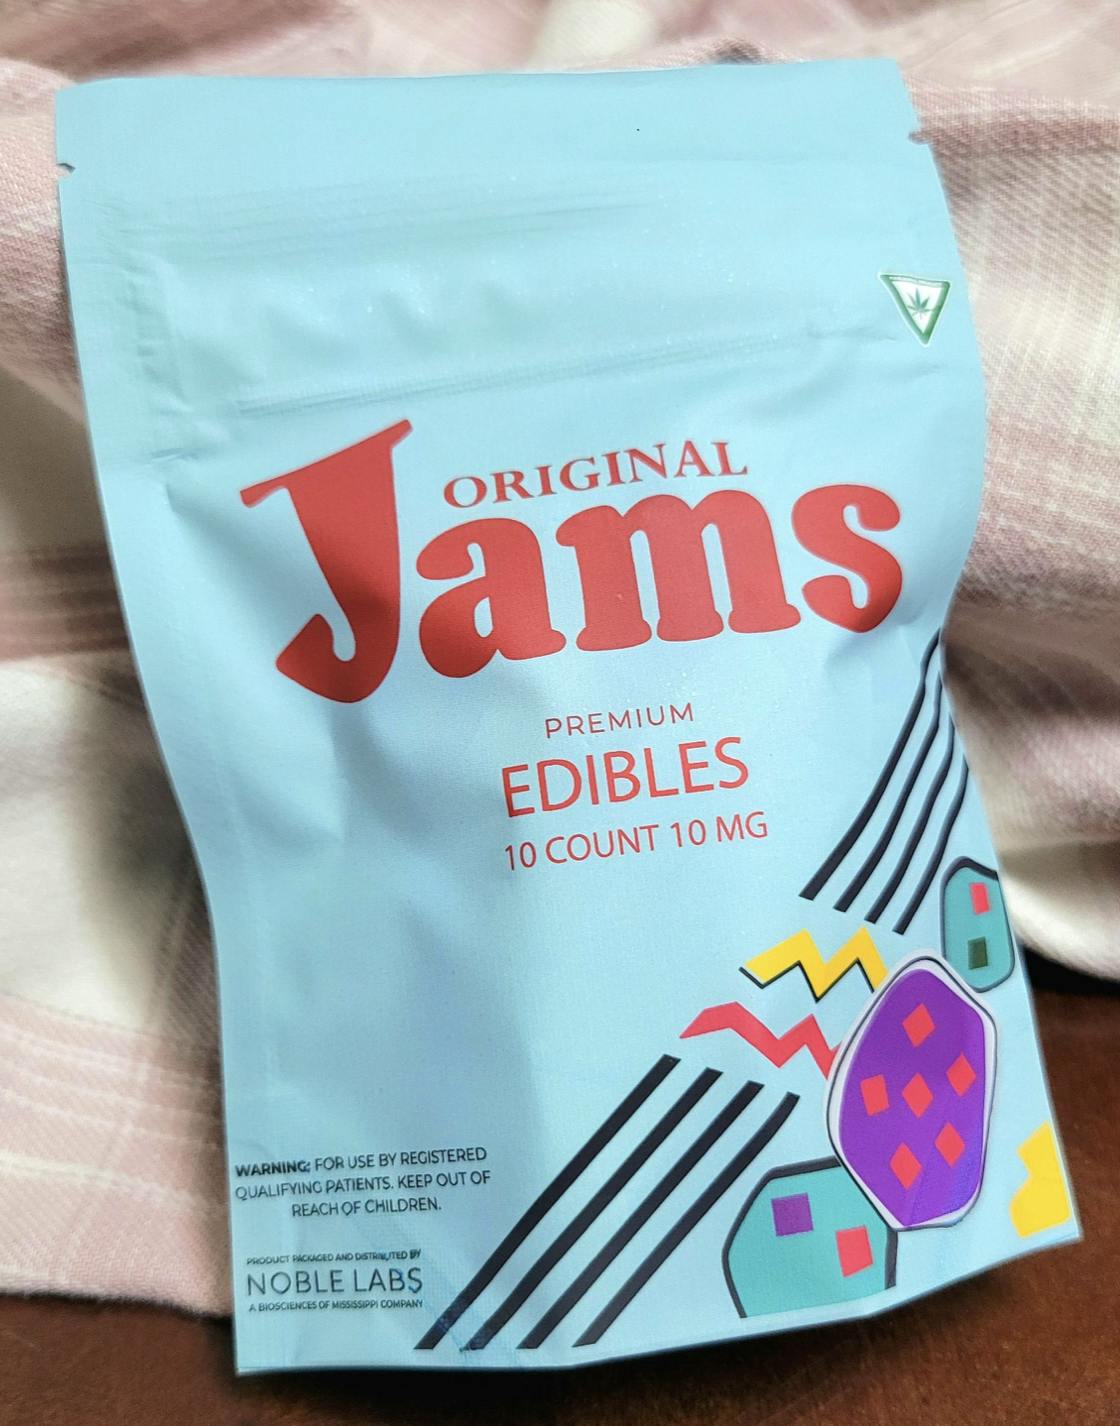 ORIGINAL
Jams
PREMIUM
EDIBLES
10 COUNT 10 MG
WARNING: FOR USE BY REGISTERED
QUALIFYING PATIENTS. KEEP OUT OF
REACH OF CHILDREN.
PRODUCT PACKAGED AND DISTRIBUTED BY
NOBLE LABS
A BIOSCIENCES OF MISSISSIPPI COMPANY